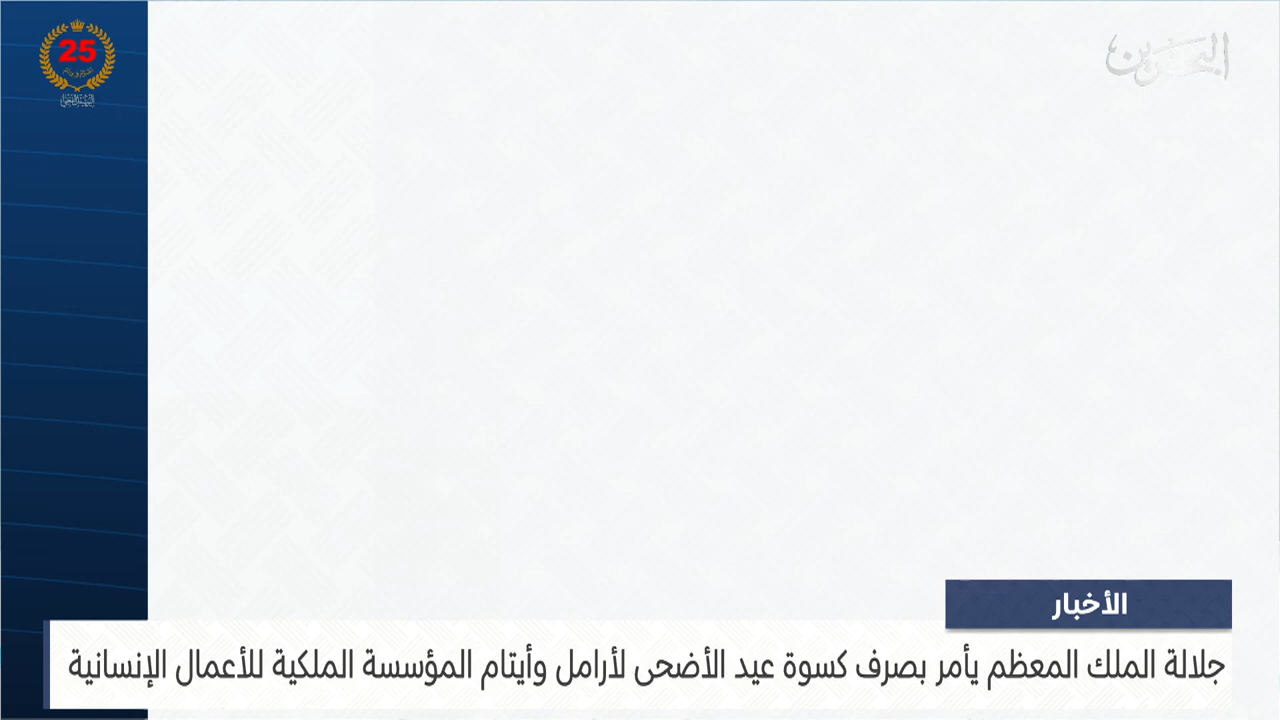 25
البحرين
الأخبار
جلالة الملك المعظم يأمر بصرف كسوة عيد الأضحى لأرامل وأيتام المؤسسة الملكية للأعمال الإنسانية